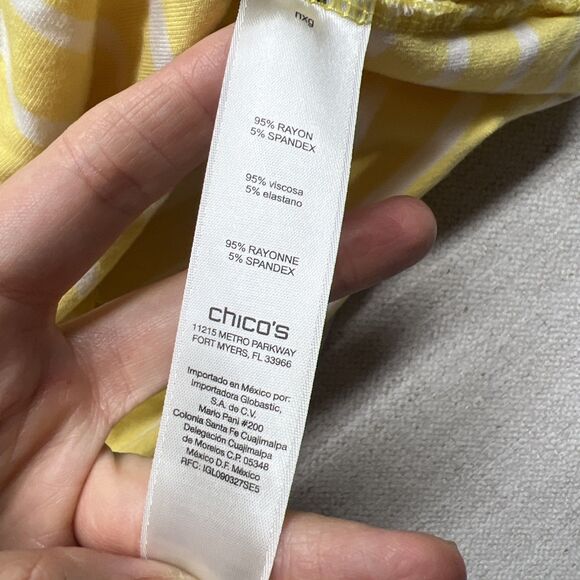 nxg
95% RAYON
5% SPANDEX
95% viscosa
5% elastano
95% RAYONNE
5% SPANDEX
chico's
11215 METRO PARKWAY
FORT MYERS, FL 33966
Importado en México por:
Importadora Globastic,
S.A. de C.V.
Mario Pani #200
Colonia Santa Fe Cuajimalpa
Delegación Cuajimalpa
de Morelos C.P. 05348
México D.F. México
RFC: IGL090327SE5